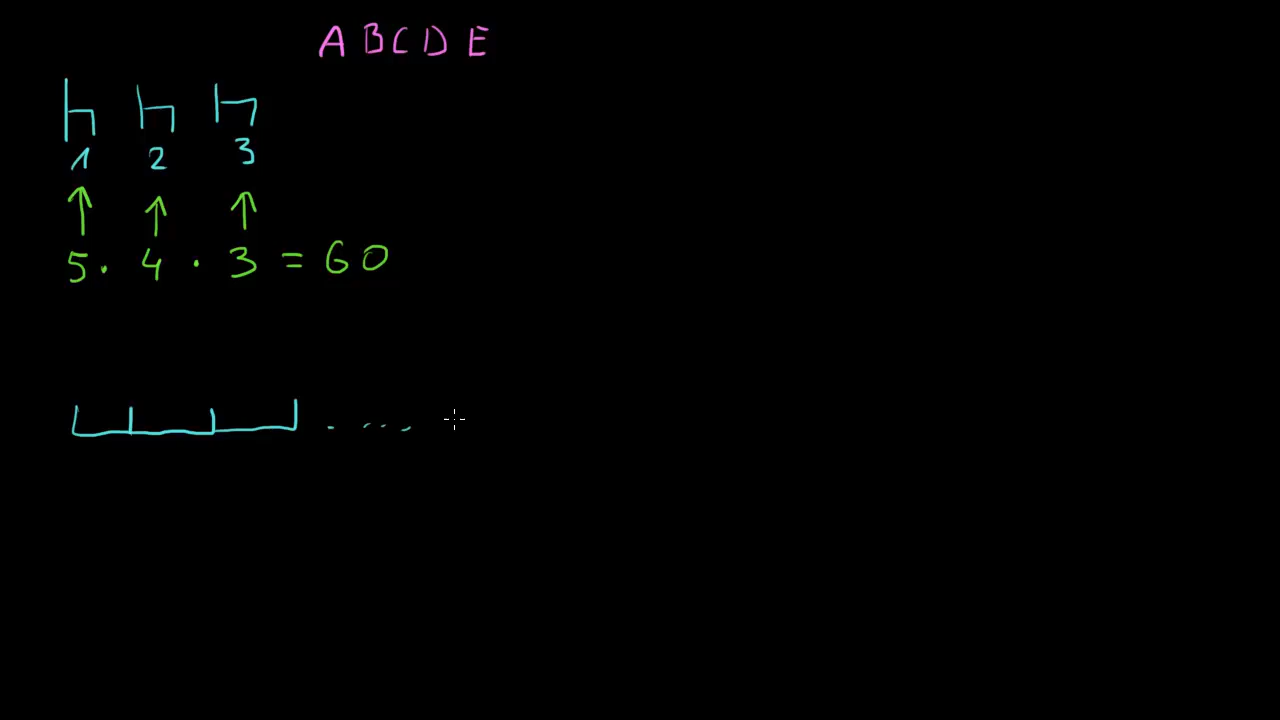 A B C D E
1 2 3
5 · 4 · 3 = 60
. . . . .